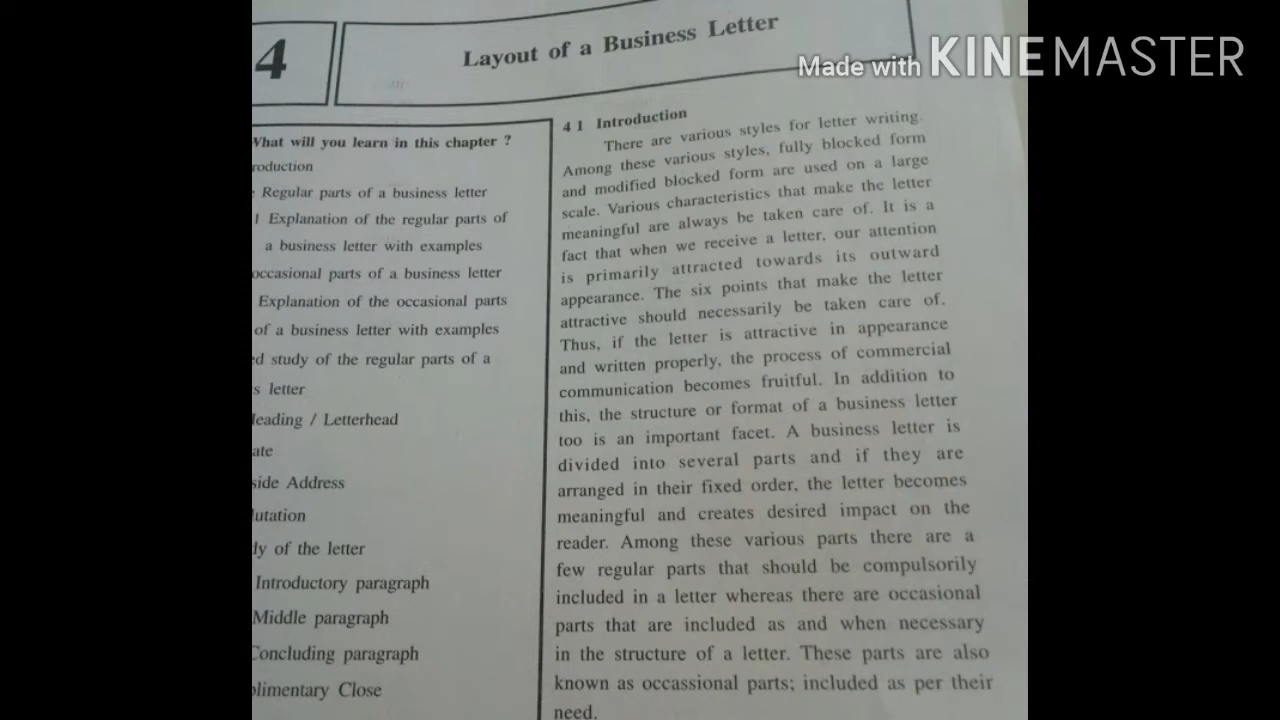 Made with KINEMASTER
4
Layout of a Business Letter
What will you learn in this chapter ?
Regular parts of a business letter
Explanation of the regular parts of
a business letter with examples
occasional parts of a business letter
Explanation of the occasional parts
of a business letter with examples
study of the regular parts of a
letter
/ Letterhead
Address
of the letter
Introductory paragraph
Middle paragraph
Concluding paragraph
Close
4 1 Introduction
There are various styles for letter writing.
Among these various styles, fully blocked form
and modified blocked form are used on a large
scale. Various characteristics that make the letter
meaningful are always be taken care of. It is a
fact that when we receive a letter, our attention
is primarily attracted towards its outward
appearance. The six points that make the letter
attractive should necessarily be taken care of.
Thus, if the letter is attractive in appearance
and written properly, the process of commercial
communication becomes fruitful. In addition to
this, the structure or format of a business letter
too is an important facet. A business letter is
divided into several parts and if they are
arranged in their fixed order, the letter becomes
meaningful and creates desired impact on the
reader. Among these various parts there are a
few regular parts that should be compulsorily
included in a letter whereas there are occasional
parts that are included as and when necessary
in the structure of a letter. These parts are also
known as occassional parts; included as per their
need.